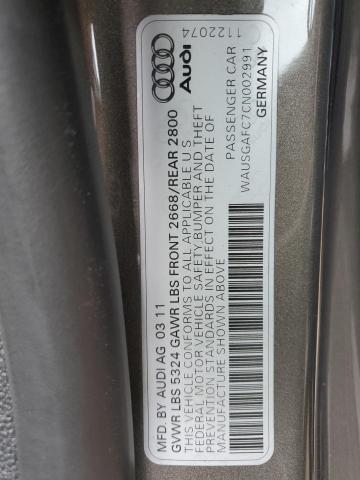 MFD. BY AUDI AG 03 11
GVWR LBS 5324 GAWR LBS FRONT 2668/REAR 2800
THIS VEHICLE CONFORMS TO ALL APPLICABLE U S
FEDERAL MOTOR VEHICLE SAFETY, BUMPER AND THEFT
PREVENTION STANDARDS IN EFFECT ON THE DATE OF
MANUFACTURE SHOWN ABOVE
PASSENGER CAR
WAUSGAFC7CN002991
GERMANY
Audi
1122074